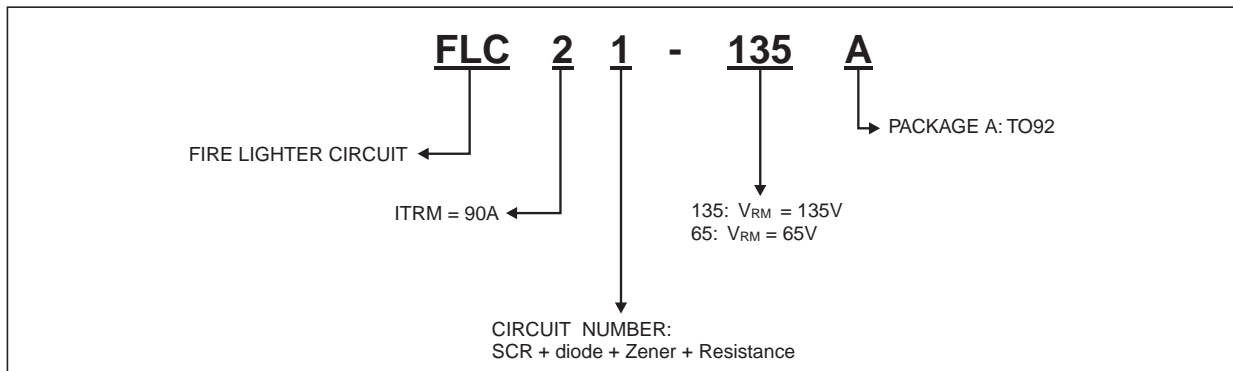 FLC 2 1 - 135 A
PACKAGE A: TO92
FIRE LIGHTER CIRCUIT
ITRM = 90A
135: VRM = 135V
65: VRM = 65V
CIRCUIT NUMBER:
SCR + diode + Zener + Resistance